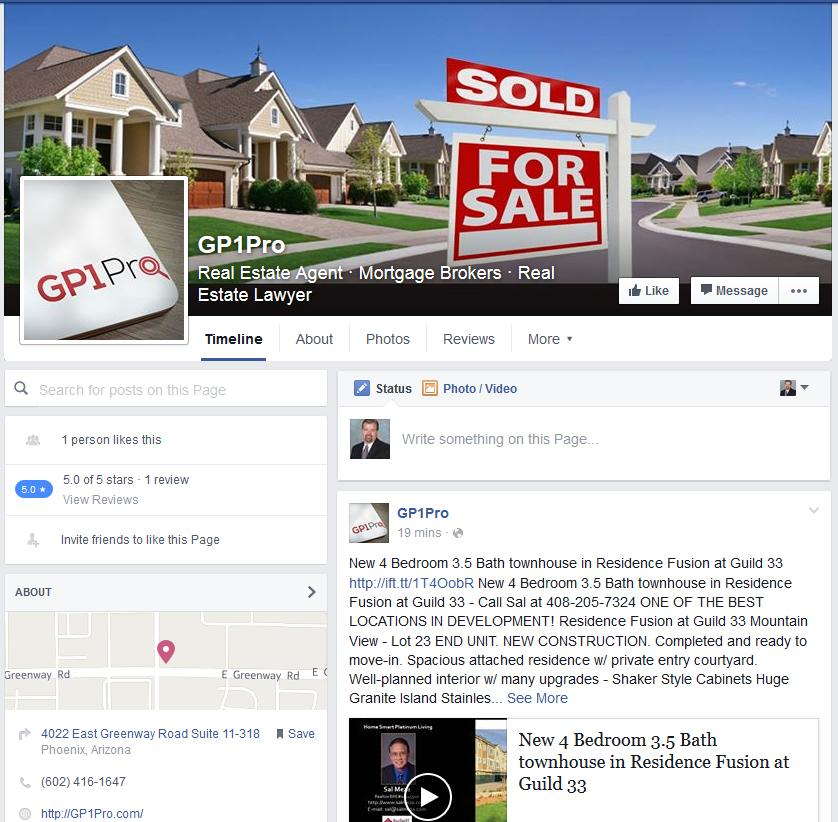 SOLD
FOR
SALE
GP1Pro
GP1Pro
Real Estate Agent · Mortgage Brokers · Real
Estate Lawyer
Like
Message
Timeline
About
Photos
Reviews
More
Search for posts on this Page
1 person likes this
5.0
5.0 of 5 stars · 1 review
View Reviews
Invite friends to like this Page
ABOUT
Greenway Rd
E Greenway Rd
E
4022 East Greenway Road Suite 11-318
Save
Phoenix, Arizona
(602) 416-1647
http://GP1Pro.com/
Status
Photo / Video
Write something on this Page...
GP1Pro
GP1Pro
19 mins ·
New 4 Bedroom 3.5 Bath townhouse in Residence Fusion at Guild 33
http://ift.tt/1T4OobR New 4 Bedroom 3.5 Bath townhouse in Residence
Fusion at Guild 33 - Call Sal at 408-205-7324 ONE OF THE BEST
LOCATIONS IN DEVELOPMENT! Residence Fusion at Guild 33 Mountain
View - Lot 23 END UNIT. NEW CONSTRUCTION. Completed and ready to
move-in. Spacious attached residence w/ private entry courtyard.
Well-planned interior w/ many upgrades - Shaker Style Cabinets Huge
Granite Island Stainles... See More
Home Smart Platinum Living
Sal Meza
New 4 Bedroom 3.5 Bath
townhouse in Residence Fusion at
Guild 33